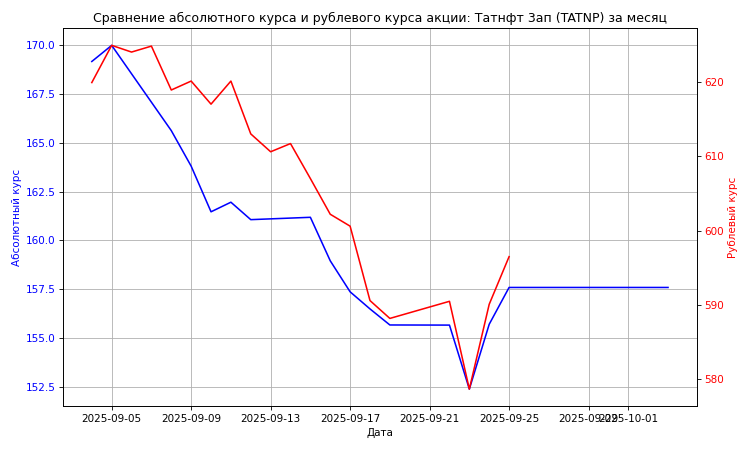 Сравнение абсолютного курса и рублевого курса акции: Татнфт 3ап (TATNP) за месяц
170.0
167.5
165.0
162.5
160.0
157.5
155.0
152.5
Абсолютный курс
620
610
600
590
580
Рублевый курс
2025-09-05 2025-09-09 2025-09-13 2025-09-17 2025-09-21 2025-09-25 2025-09-29 2025-10-01
Дата